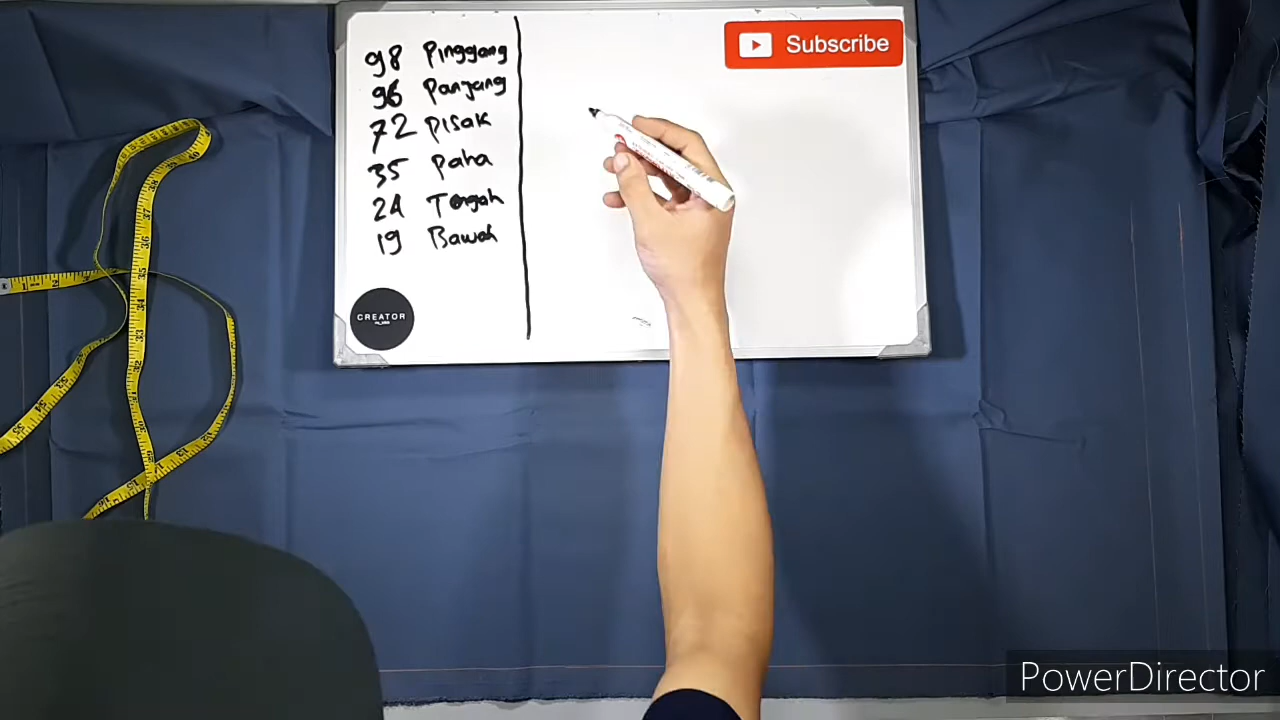 98 Pinggang
96 Panjang
72 Pisak
35 Paha
24 Tengah
19 Bawah
Subscribe
CREATOR
PowerDirector